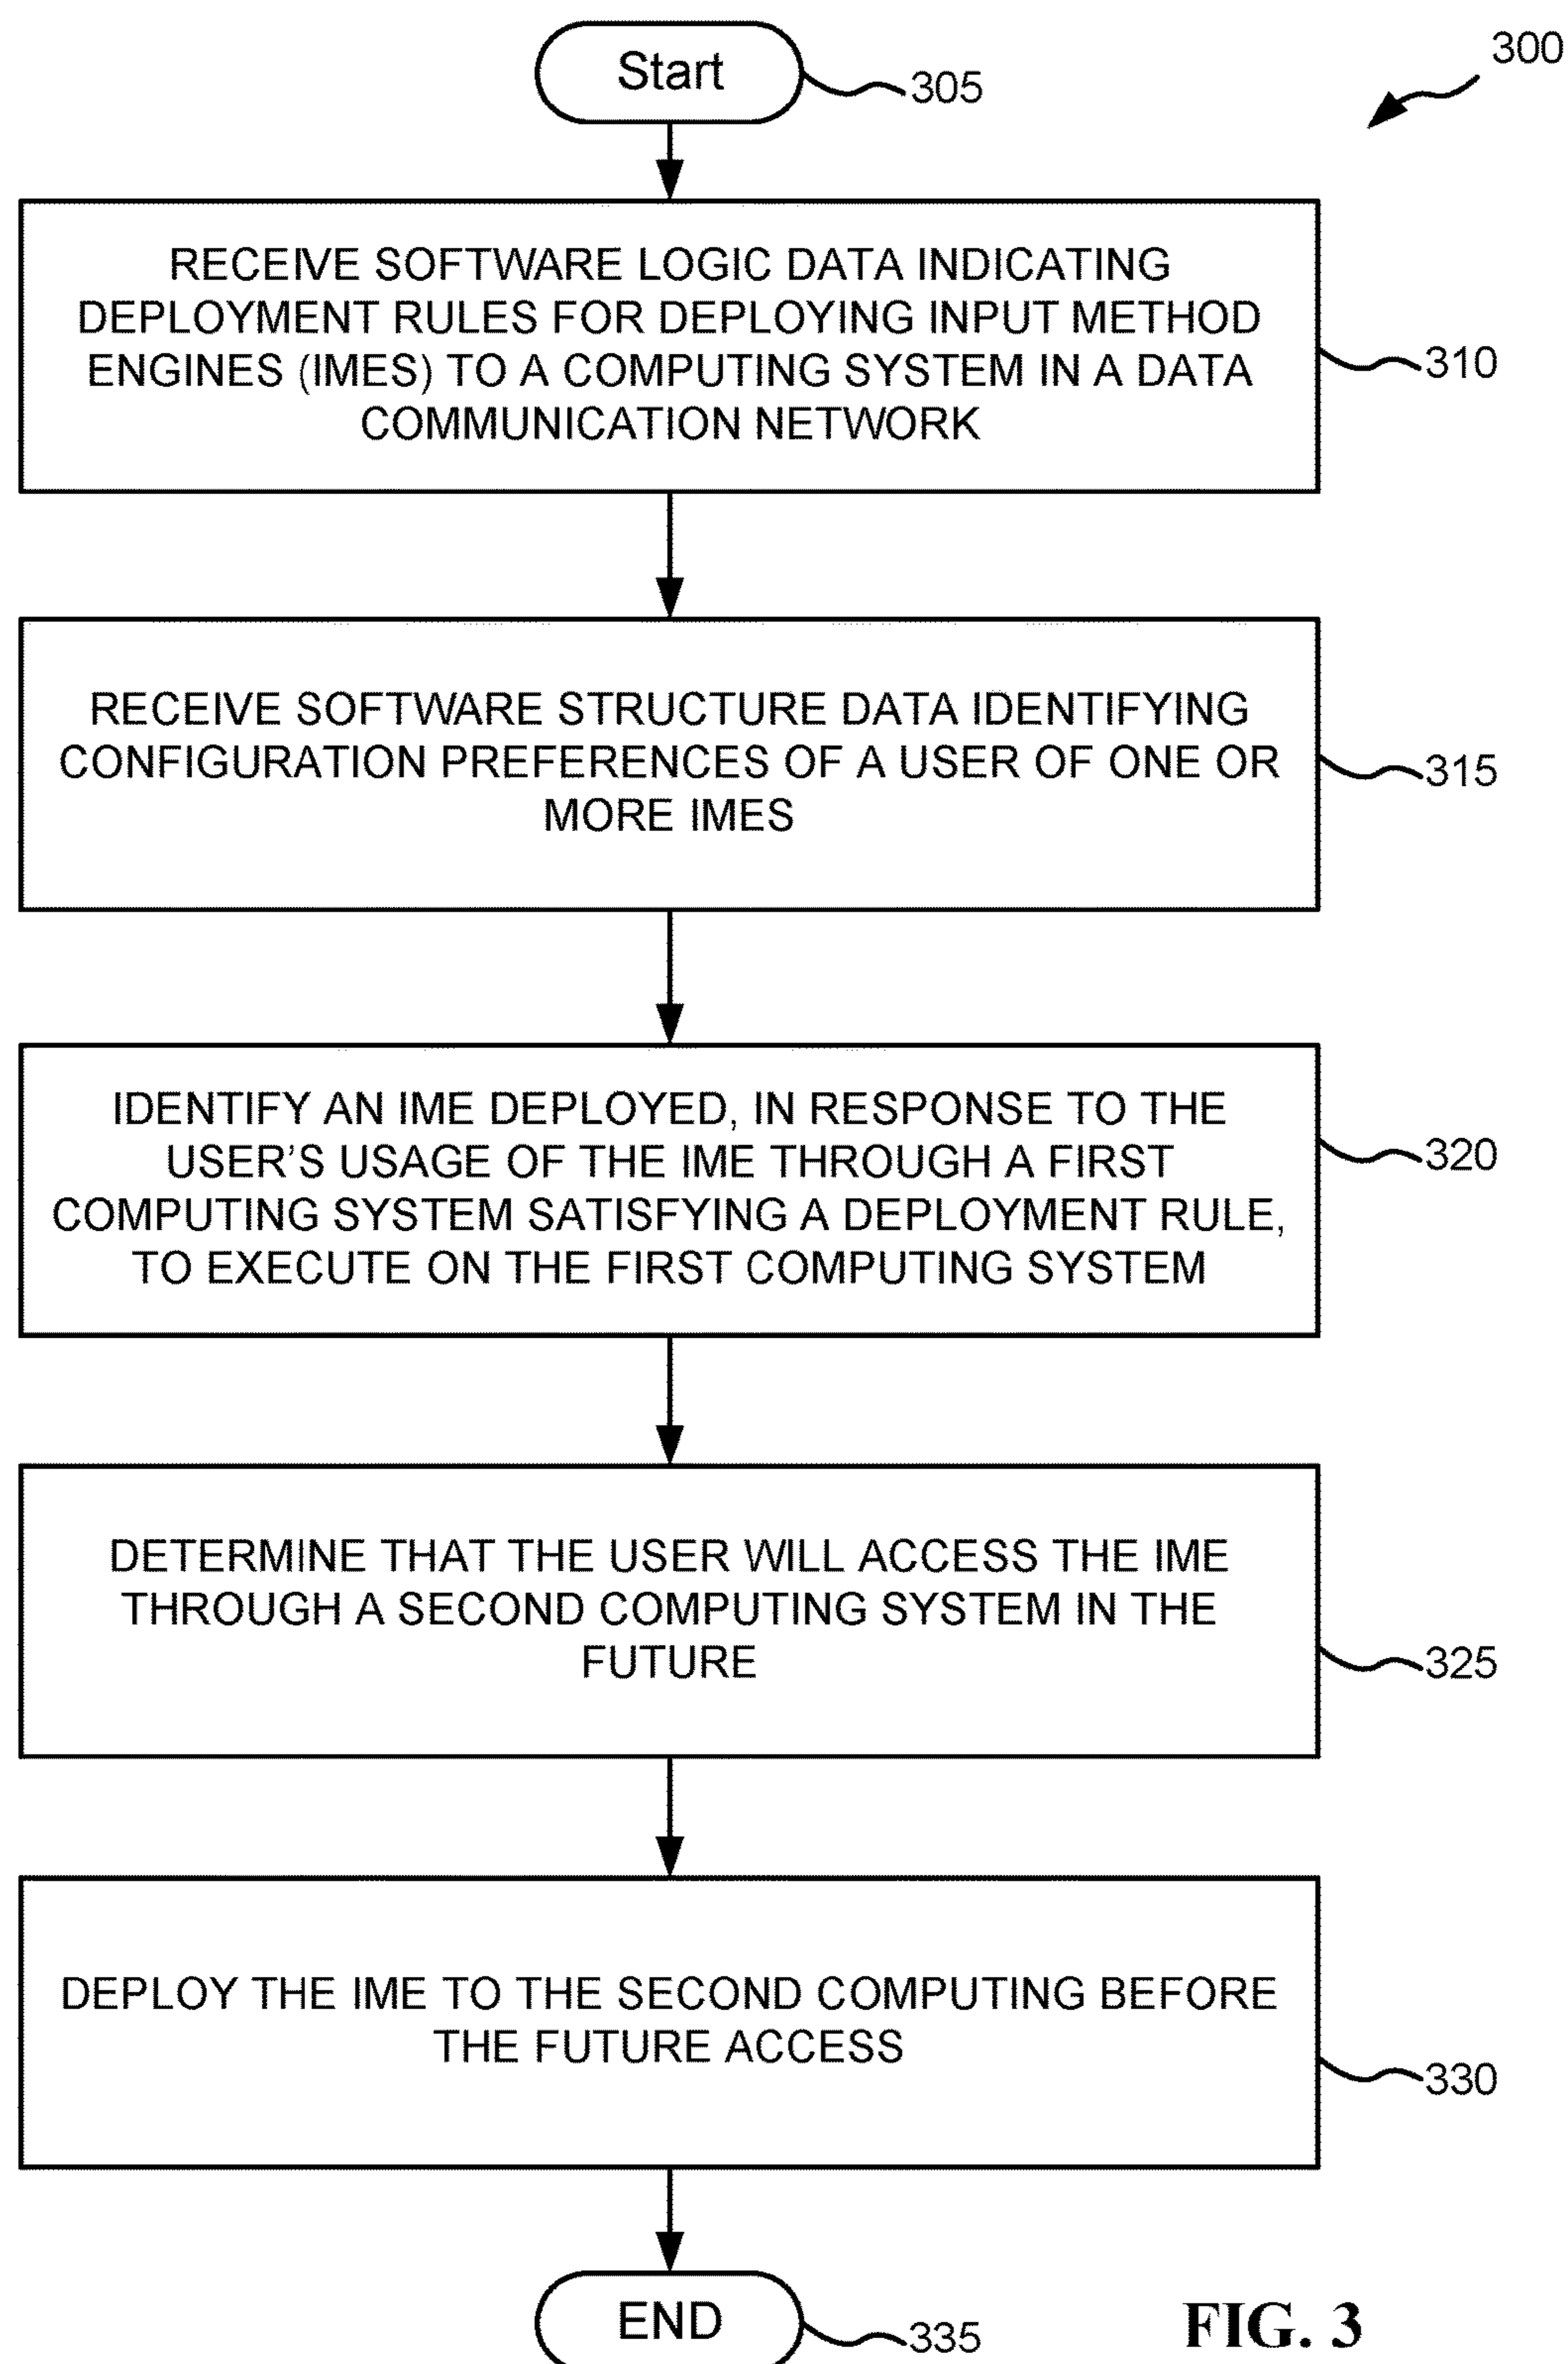 Start
305
300
RECEIVE SOFTWARE LOGIC DATA INDICATING
DEPLOYMENT RULES FOR DEPLOYING INPUT METHOD
ENGINES (IMES) TO A COMPUTING SYSTEM IN A DATA
COMMUNICATION NETWORK
310
RECEIVE SOFTWARE STRUCTURE DATA IDENTIFYING
CONFIGURATION PREFERENCES OF A USER OF ONE OR
MORE IMES
315
IDENTIFY AN IME DEPLOYED, IN RESPONSE TO THE
USER’S USAGE OF THE IME THROUGH A FIRST
COMPUTING SYSTEM SATISFYING A DEPLOYMENT RULE,
TO EXECUTE ON THE FIRST COMPUTING SYSTEM
320
DETERMINE THAT THE USER WILL ACCESS THE IME
THROUGH A SECOND COMPUTING SYSTEM IN THE
FUTURE
325
DEPLOY THE IME TO THE SECOND COMPUTING BEFORE
THE FUTURE ACCESS
330
END
335
FIG. 3